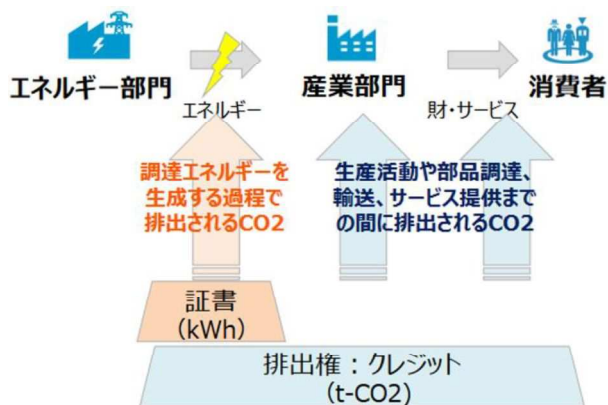 エネルギー部門
産業部門
消費者
エネルギー
財・サービス
調達エネルギーを
生成する過程で
排出されるCO2
生産活動や部品調達、
輸送、サービス提供まで
の間に排出されるCO2
証書
(kWh)
排出権：クレジット
(t-CO2)